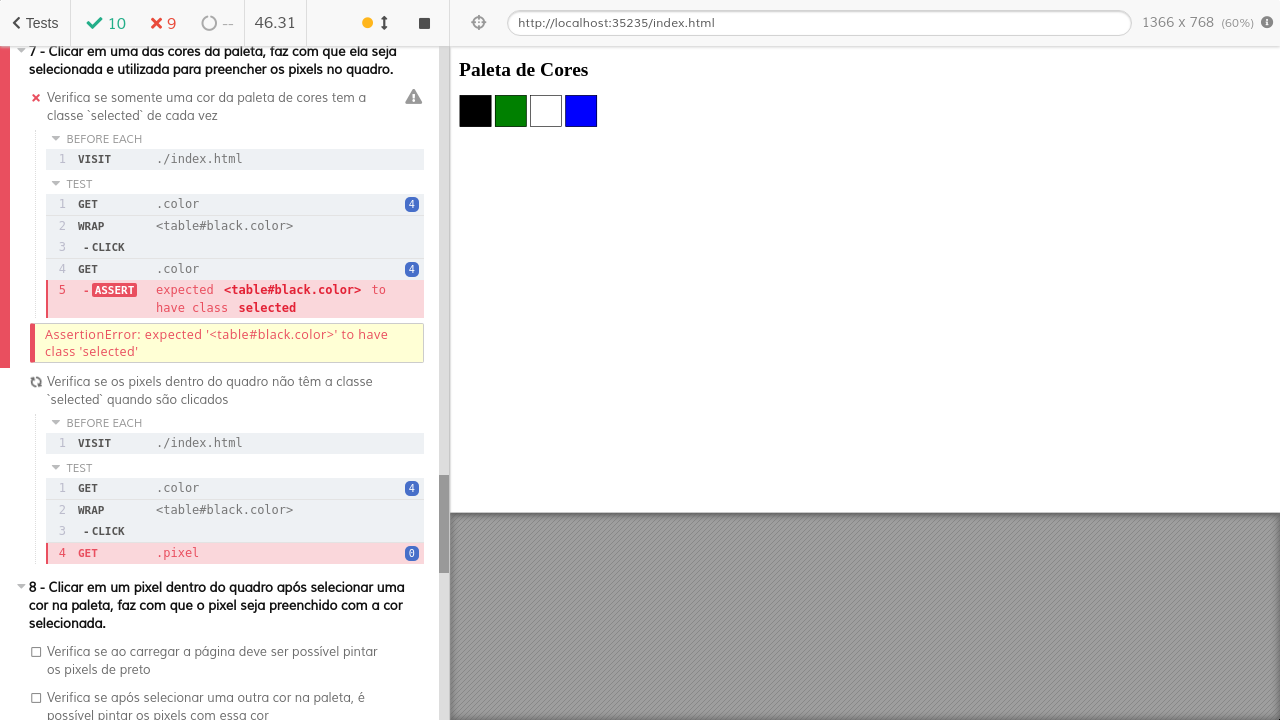 Tests 10 9 -- 46.31
http://localhost:35235/index.html 1366 x 768 (60%)
7 - Clicar em uma das cores da paleta, faz com que ela seja
selecionada e utilizada para preencher os pixels no quadro.
Verifica se somente uma cor da paleta de cores tem a
classe `selected` de cada vez
BEFORE EACH
1 VISIT ./index.html
TEST
1 GET .color 4
2 WRAP <table#black.color>
3 -CLICK
4 GET .color 4
5 -ASSERT expected <table#black.color> to
have class selected
AssertionError: expected '<table#black.color>' to have
class 'selected'
Verifica se os pixels dentro do quadro não têm a classe
`selected` quando são clicados
BEFORE EACH
1 VISIT ./index.html
TEST
1 GET .color 4
2 WRAP <table#black.color>
3 -CLICK
4 GET .pixel 0
8 - Clicar em um pixel dentro do quadro após selecionar uma
cor na paleta, faz com que o pixel seja preenchido com a cor
selecionada.
Verifica se ao carregar a página deve ser possível pintar
os pixels de preto
Verifica se após selecionar uma outra cor na paleta, é
possível pintar os pixels com essa cor
Paleta de Cores